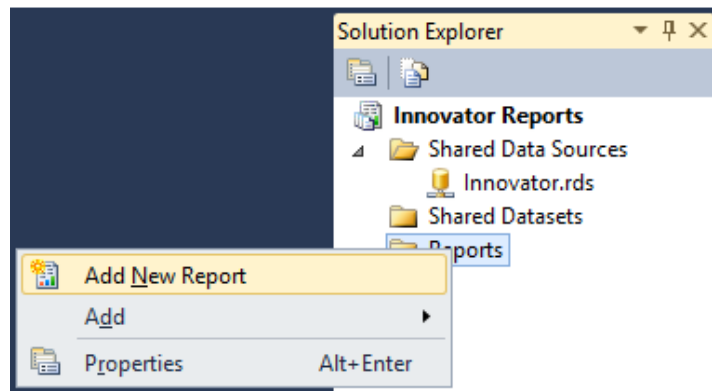 Solution Explorer
Innovator Reports
Shared Data Sources
Innovator.rds
Shared Datasets
Reports
Add New Report
Add
Properties Alt+Enter